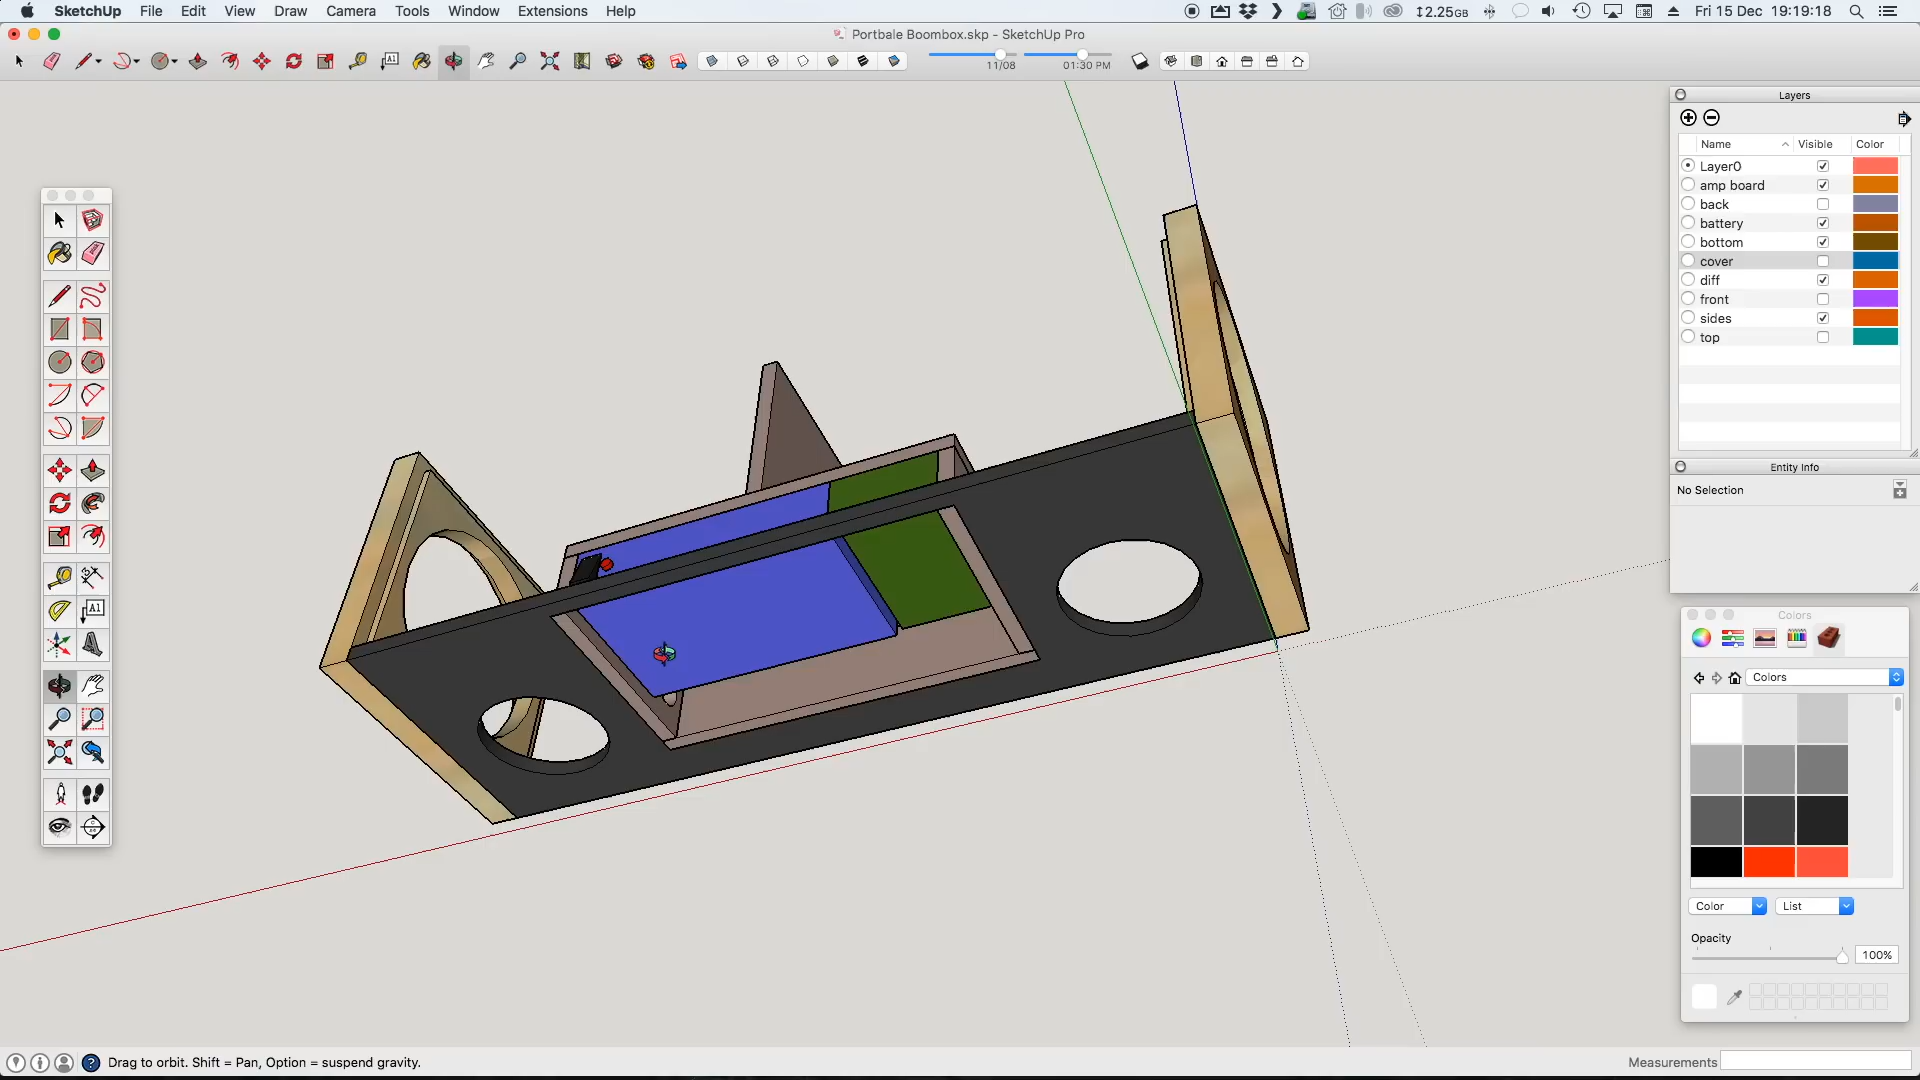 SketchUp File Edit View Draw Camera Tools Window Extensions Help 2.25GB Fri 15 Dec 19:19:18
Portbale Boombox.skp - SketchUp Pro
A1
11/08 01:30 PM
Layers
Name Visible Color
Layer0
amp board
back
battery
bottom
cover
diff
front
sides
top
Entity Info
No Selection
A1
Colors
Colors
Color List
Opacity
100%
Drag to orbit. Shift = Pan, Option = suspend gravity.
Measurements